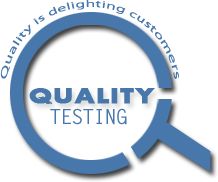 Quality is delighting customers
QUALITY
TESTING